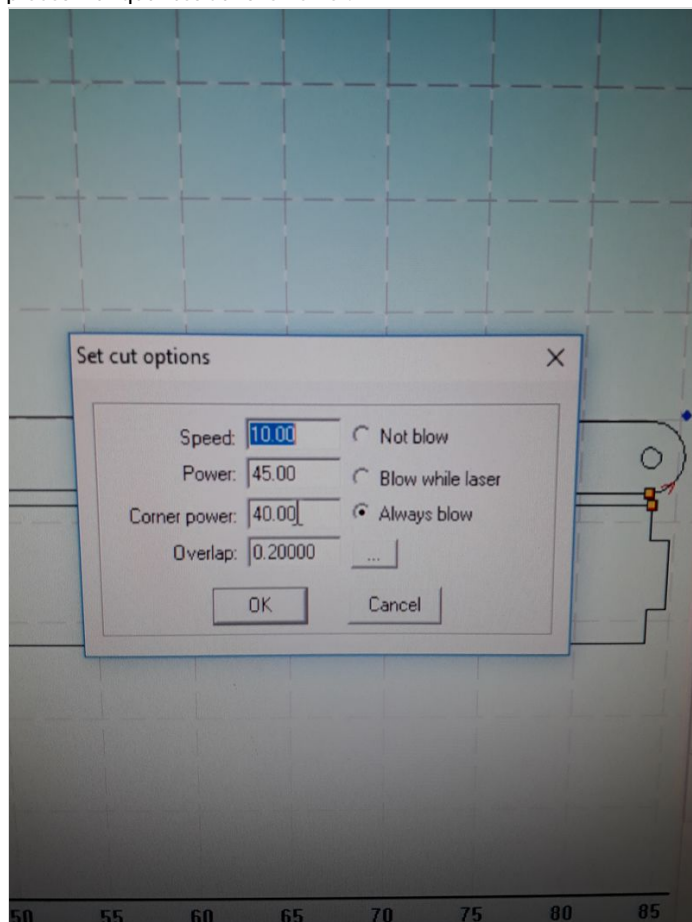 Set cut options
Speed: 10.00
Not blow
Power: 45.00
Blow while laser
Corner power: 40.00
Always blow
Overlap: 0.20000
...
OK
Cancel
50 55 60 65 70 75 80 85